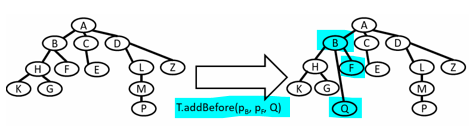 A A
B C D B C D
H F E L Z H F E L Z
K G M K G M
P Q P
T.addBefore(pB, pF, Q)